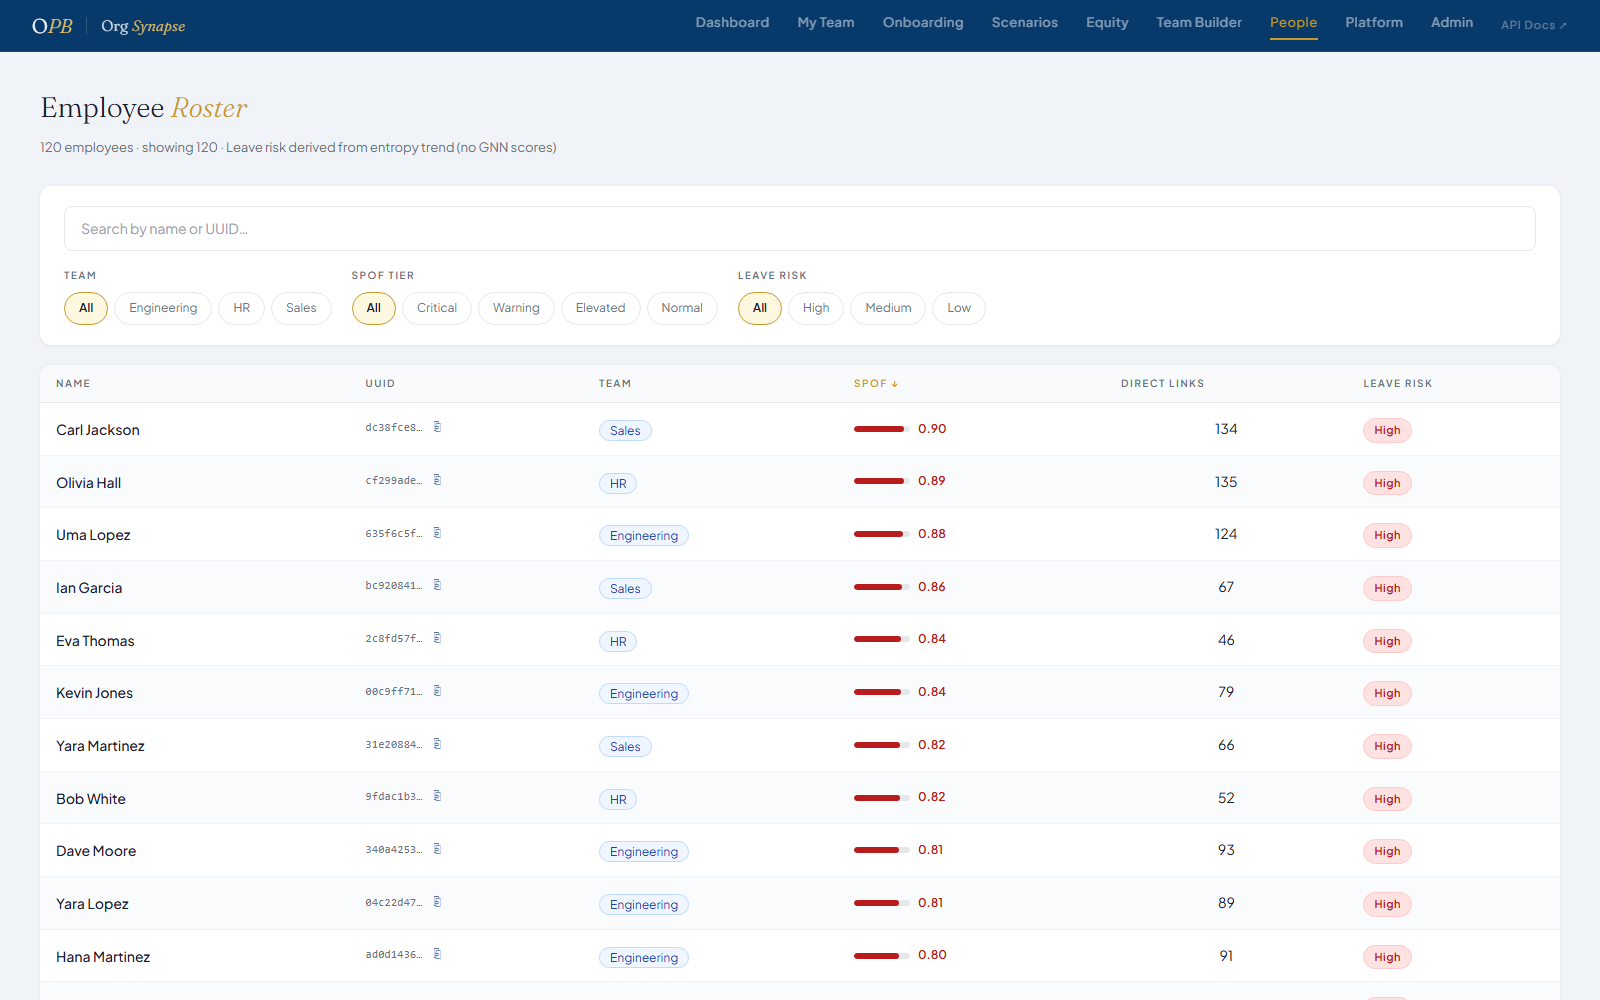 OPB Org Synapse Dashboard My Team Onboarding Scenarios Equity Team Builder People Platform Admin API Docs ↗
Employee Roster
120 employees · showing 120 · Leave risk derived from entropy trend (no GNN scores)
Search by name or UUID...
TEAM SPOF TIER LEAVE RISK
All Engineering HR Sales All Critical Warning Elevated Normal All High Medium Low
NAME UUID TEAM SPOF ↓ DIRECT LINKS LEAVE RISK
Carl Jackson dc38fce8… Sales 0.90 134 High
Olivia Hall cf299ade… HR 0.89 135 High
Uma Lopez 635f6c5f… Engineering 0.88 124 High
Ian Garcia bc920841… Sales 0.86 67 High
Eva Thomas 2c8fd57f… HR 0.84 46 High
Kevin Jones 00c9ff71… Engineering 0.84 79 High
Yara Martinez 31e20884… Sales 0.82 66 High
Bob White 9fdac1b3… HR 0.82 52 High
Dave Moore 340a4253… Engineering 0.81 93 High
Yara Lopez 04c22d47… Engineering 0.81 89 High
Hana Martinez ad0d1436… Engineering 0.80 91 High